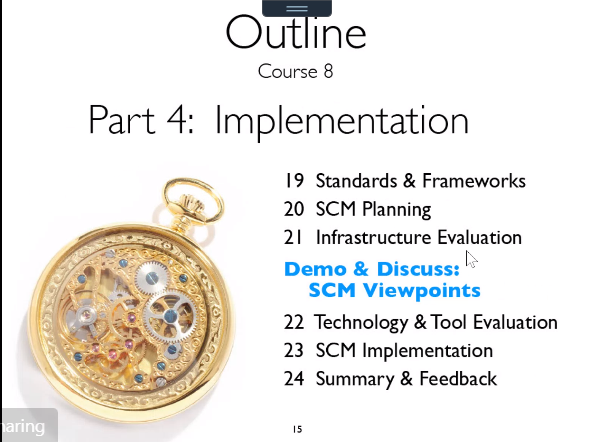 Outline
Course 8
Part 4: Implementation
19 Standards & Frameworks
20 SCM Planning
21 Infrastructure Evaluation
Demo & Discuss:
SCM Viewpoints
22 Technology & Tool Evaluation
23 SCM Implementation
24 Summary & Feedback
haring
15